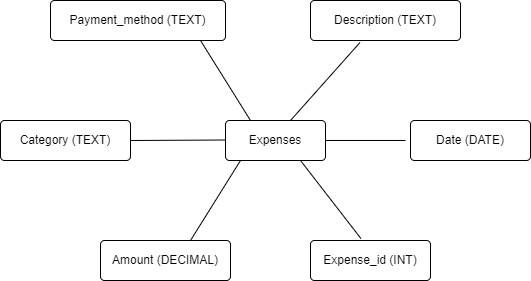 Payment_method (TEXT)
Description (TEXT)
Category (TEXT)
Expenses
Date (DATE)
Amount (DECIMAL)
Expense_id (INT)